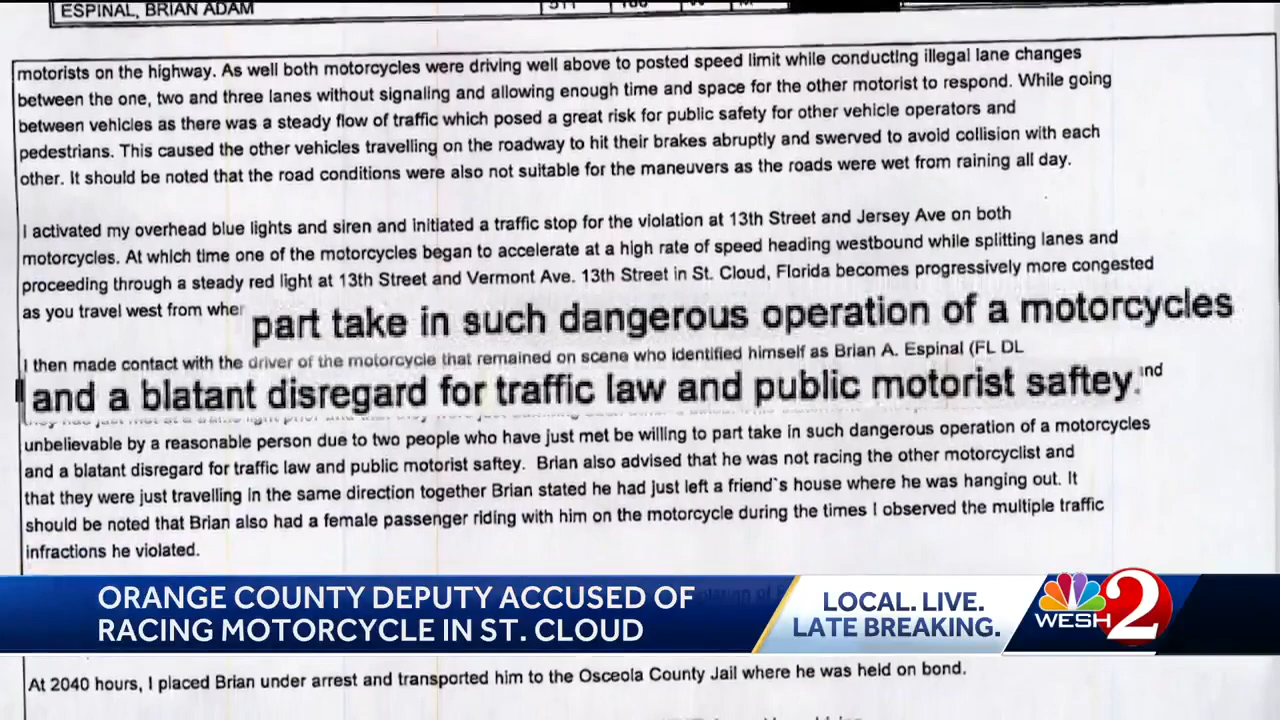 ESPINAL, BRIAN ADAM
motorists on the highway. As well both motorcycles were driving well above to posted speed limit while conducting illegal lane changes
between the one, two and three lanes without signaling and allowing enough time and space for the other motorist to respond. While going
between vehicles as there was a steady flow of traffic which posed a great risk for public safety for other vehicle operators and
pedestrians. This caused the other vehicles travelling on the roadway to hit their brakes abruptly and swerved to avoid collision with each
other. It should be noted that the road conditions were also not suitable for the maneuvers as the roads were wet from raining all day.
I activated my overhead blue lights and siren and initiated a traffic stop for the violation at 13th Street and Jersey Ave on both
motorcycles. At which time one of the motorcycles began to accelerate at a high rate of speed heading westbound while splitting lanes and
proceeding through a steady red light at 13th Street and Vermont Ave. 13th Street in St. Cloud, Florida becomes progressively more congested
as you travel west from wher
part take in such dangerous operation of a motorcycles
I then made contact with the driver of the motorcycle that remained on scene who identified himself as Brian A. Espinal (FL DL
and a blatant disregard for traffic law and public motorist saftey.
unbelievable by a reasonable person due to two people who have just met be willing to part take in such dangerous operation of a motorcycles
and a blatant disregard for traffic law and public motorist saftey. Brian also advised that he was not racing the other motorcyclist and
that they were just travelling in the same direction together Brian stated he had just left a friend`s house where he was hanging out. It
should be noted that Brian also had a female passenger riding with him on the motorcycle during the times I observed the multiple traffic
infractions he violated.
ORANGE COUNTY DEPUTY ACCUSED OF
RACING MOTORCYCLE IN ST. CLOUD
LOCAL. LIVE.
LATE BREAKING.
WESH 2
At 2040 hours, I placed Brian under arrest and transported him to the Osceola County Jail where he was held on bond.